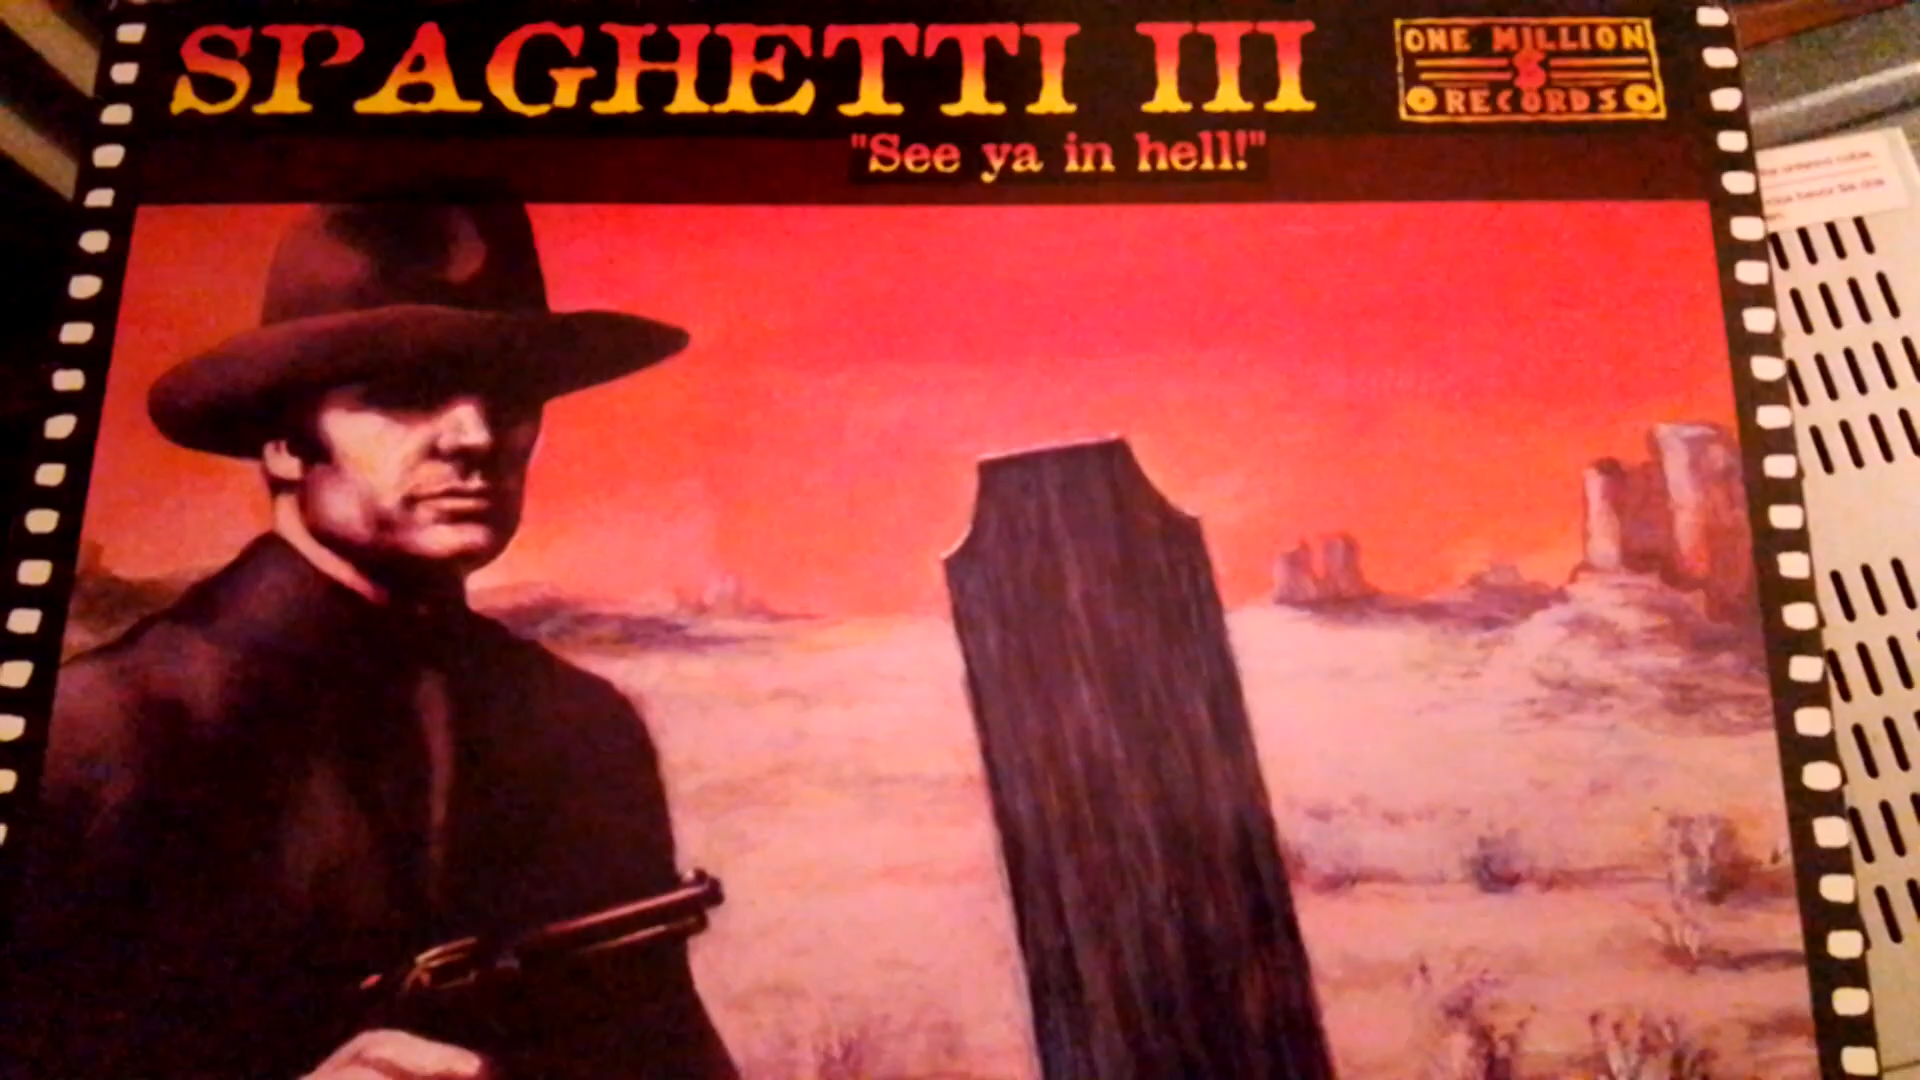 SPAGHETTI III
ONE MILLION
$
RECORDS
"See ya in hell!"